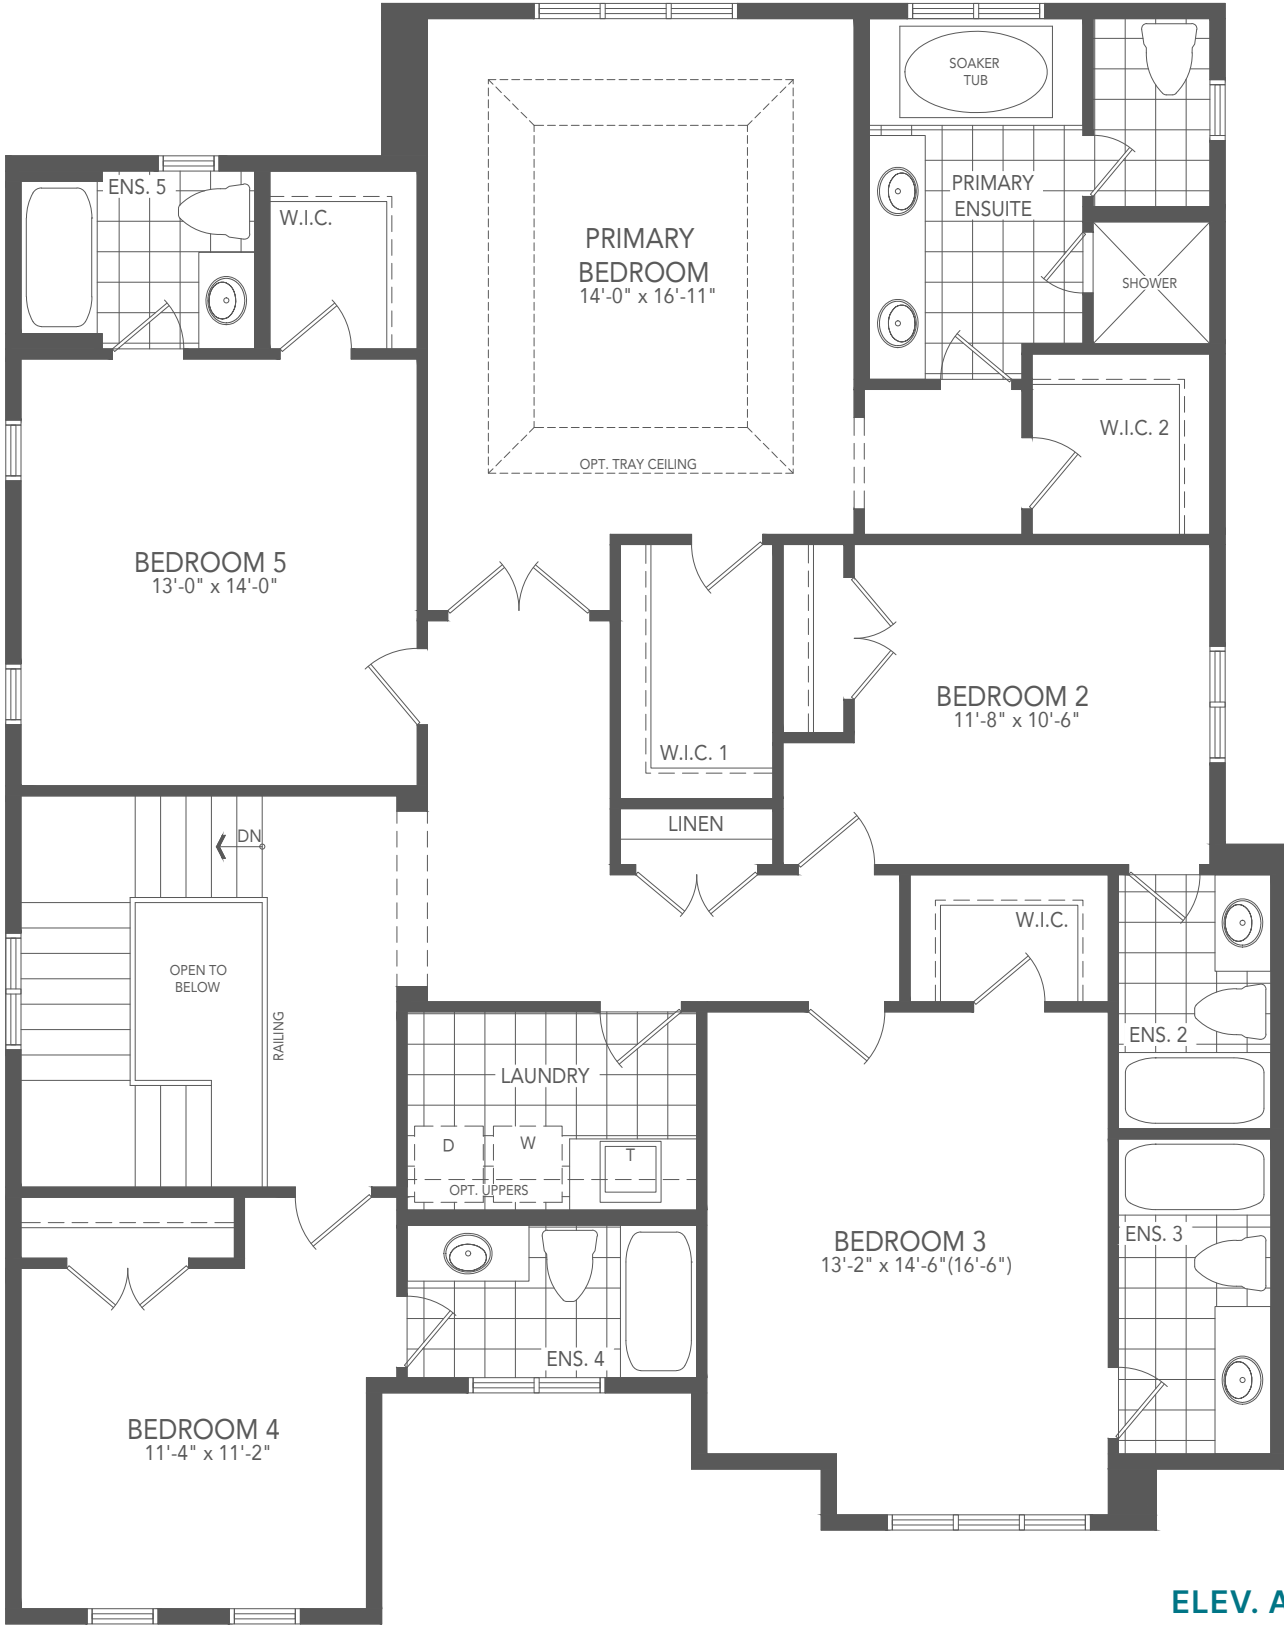 SOAKER
TUB
ENS. 5
W.I.C.
PRIMARY
BEDROOM
14'-0" x 16'-11"
PRIMARY
ENSUITE
SHOWER
OPT. TRAY CEILING
W.I.C. 2
BEDROOM 5
13'-0" x 14'-0"
BEDROOM 2
11'-8" x 10'-6"
W.I.C. 1
LINEN
DN
W.I.C.
OPEN TO
BELOW
RAILING
ENS. 2
LAUNDRY
D
W
T
OPT. UPPERS
BEDROOM 3
13'-2" x 14'-6"(16'-6")
ENS. 3
ENS. 4
BEDROOM 4
11'-4" x 11'-2"
ELEV. A